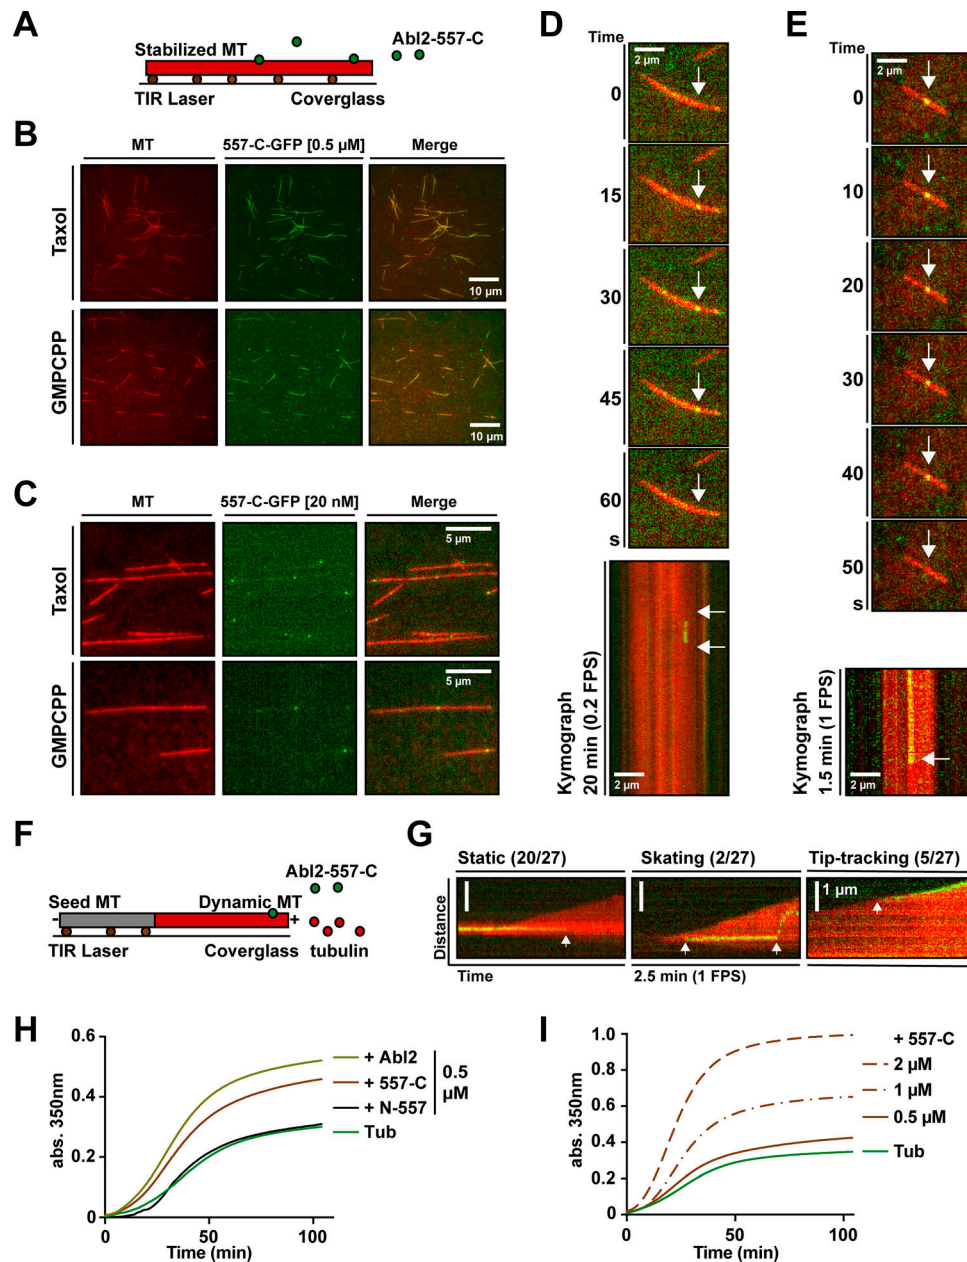 A
Stabilized MT
Abl2-557-C
TIR Laser
Coverglass
B
MT
557-C-GFP [0.5 µM]
Merge
Taxol
10 µm
GMPCPP
10 µm
C
MT
557-C-GFP [20 nM]
Merge
Taxol
5 µm
GMPCPP
5 µm
D
Time
2 µm
0
15
30
45
60
s
Kymograph
20 min (0.2 FPS)
2 µm
E
Time
2 µm
0
10
20
30
40
50
s
Kymograph
1.5 min (1 FPS)
2 µm
F
Abl2-557-C
Seed MT
Dynamic MT
- +
TIR Laser
Coverglass
tubulin
G
Static (20/27)
Skating (2/27)
Tip-tracking (5/27)
1 µm
Distance
Time
2.5 min (1 FPS)
H
abs. 350nm
0.6
0.4
0.2
0
0 50 100
Time (min)
+ Abl2
+ 557-C
+ N-557
Tub
0.5
µM
I
abs. 350nm
1.0
0.8
0.6
0.4
0.2
0
0 50 100
Time (min)
+ 557-C
2 µM
1 µM
0.5 µM
Tub